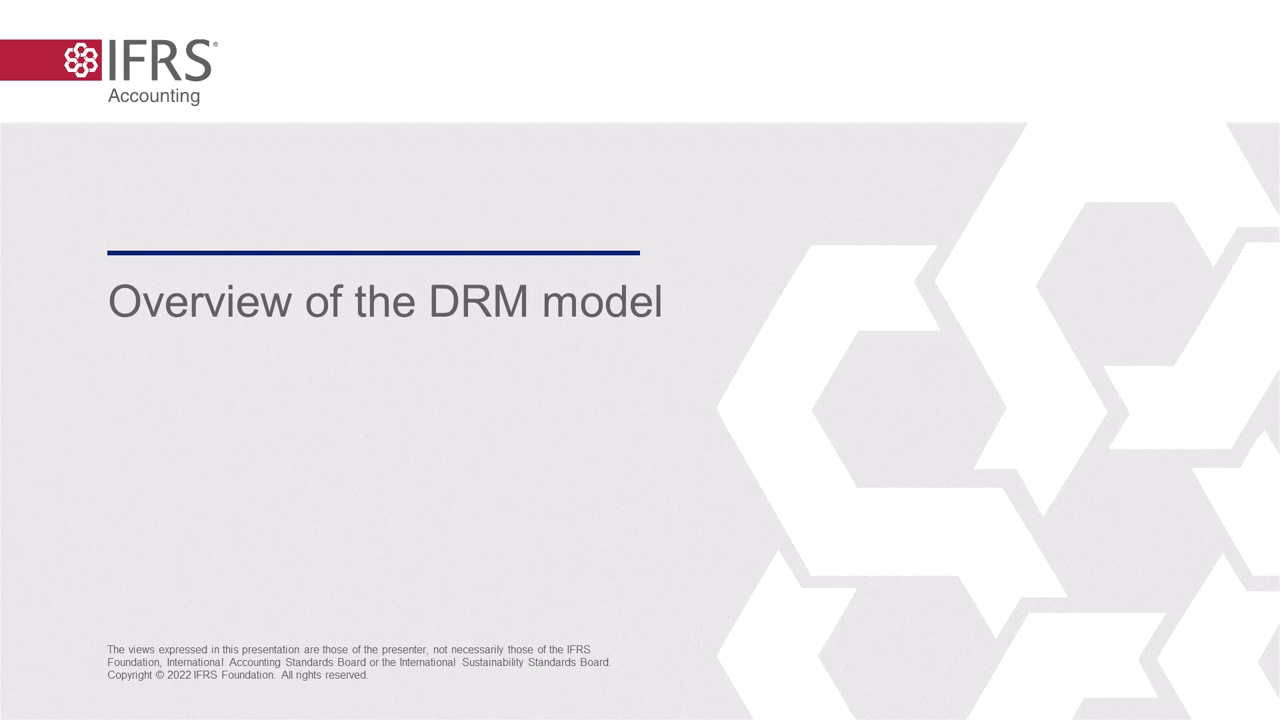 IFRS®
Accounting
Overview of the DRM model
The views expressed in this presentation are those of the presenter, not necessarily those of the IFRS
Foundation, International Accounting Standards Board or the International Sustainability Standards Board.
Copyright © 2022 IFRS Foundation. All rights reserved.